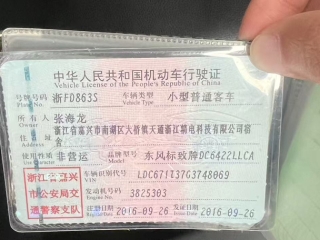 中华人民共和国机动车行驶证
Vehicle License of the People's Republic of China
号牌号码 浙FD863S 车辆类型 小型普通客车
Plate No. Vehicle Type
所有人 张海龙
Owner
住址 浙江省嘉兴市南湖区大桥镇天通浙江精电科技有限公司宿舍
Address
使用性质 非营运 品牌型号 东风标致牌DC6422LLCA
Use Character Model
浙江省嘉兴
市公安局交
通警察支队
车辆识别代号 LDC671T37G3748069
VIN
发动机号码 3825303
Engine No.
注册日期 2016-09-26 发证日期 2016-09-26
Register Date Issue Date